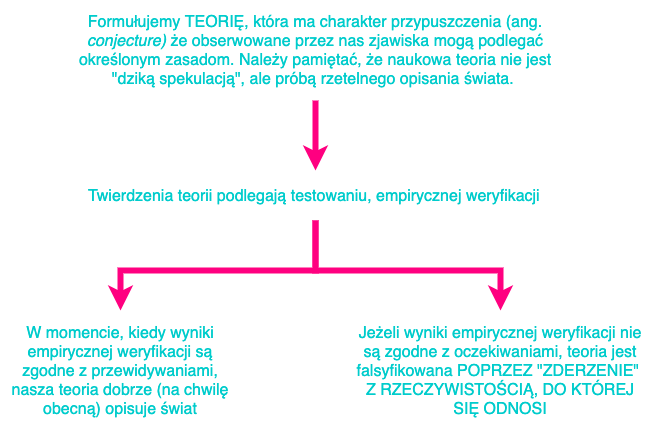 Formułujemy TEORIĘ, która ma charakter przypuszczenia (ang.
conjecture) że obserwowane przez nas zjawiska mogą podlegać
określonym zasadom. Należy pamiętać, że naukowa teoria nie jest
"dziką spekulacją", ale próbą rzetelnego opisania świata.
Twierdzenia teorii podlegają testowaniu, empirycznej weryfikacji
W momencie, kiedy wyniki
empirycznej weryfikacji są
zgodne z przewidywaniami,
nasza teoria dobrze (na chwilę
obecną) opisuje świat
Jeżeli wyniki empirycznej weryfikacji nie
są zgodne z oczekiwaniami, teoria jest
falsyfikowana POPRZEZ "ZDERZENIE"
Z RZECZYWISTOŚCIĄ, DO KTÓREJ
SIĘ ODNOSI